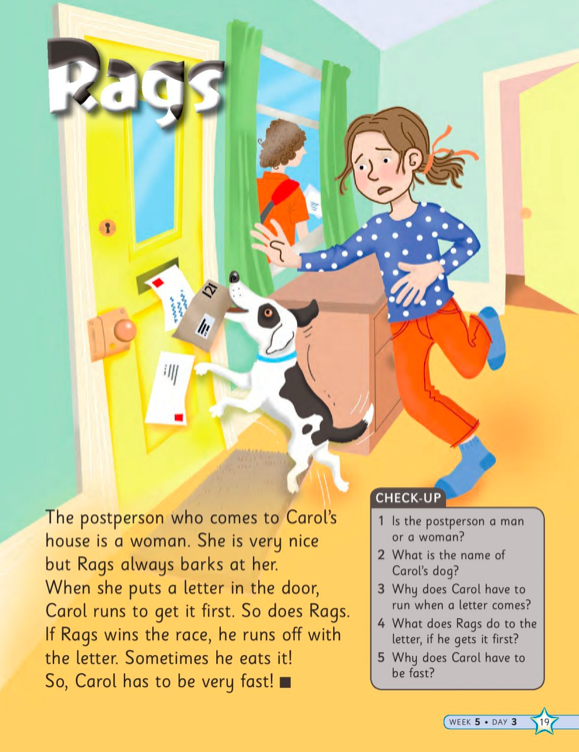 Rags
121
The postperson who comes to Carol's
house is a woman. She is very nice
but Rags always barks at her.
When she puts a letter in the door,
Carol runs to get it first. So does Rags.
If Rags wins the race, he runs off with
the letter. Sometimes he eats it!
So, Carol has to be very fast! ■
CHECK-UP
1 Is the postperson a man
or a woman?
2 What is the name of
Carol's dog?
3 Why does Carol have to
run when a letter comes?
4 What does Rags do to the
letter, if he gets it first?
5 Why does Carol have to
be fast?
WEEK 5 • DAY 3 19